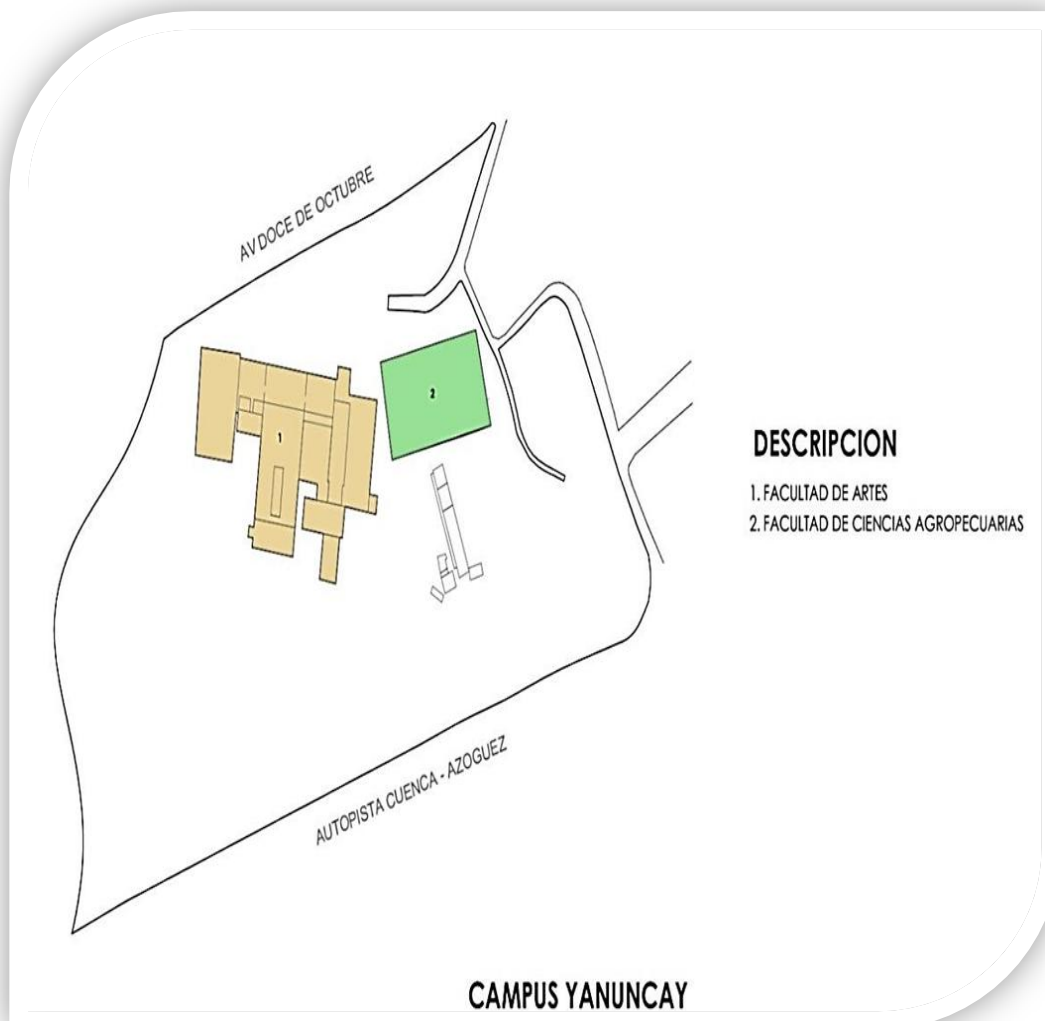 AV DOCE DE OCTUBRE
2
1
DESCRIPCION
1. FACULTAD DE ARTES
2. FACULTAD DE CIENCIAS AGROPECUARIAS
AUTOPISTA CUENCA - AZOGUEZ
CAMPUS YANUNCAY